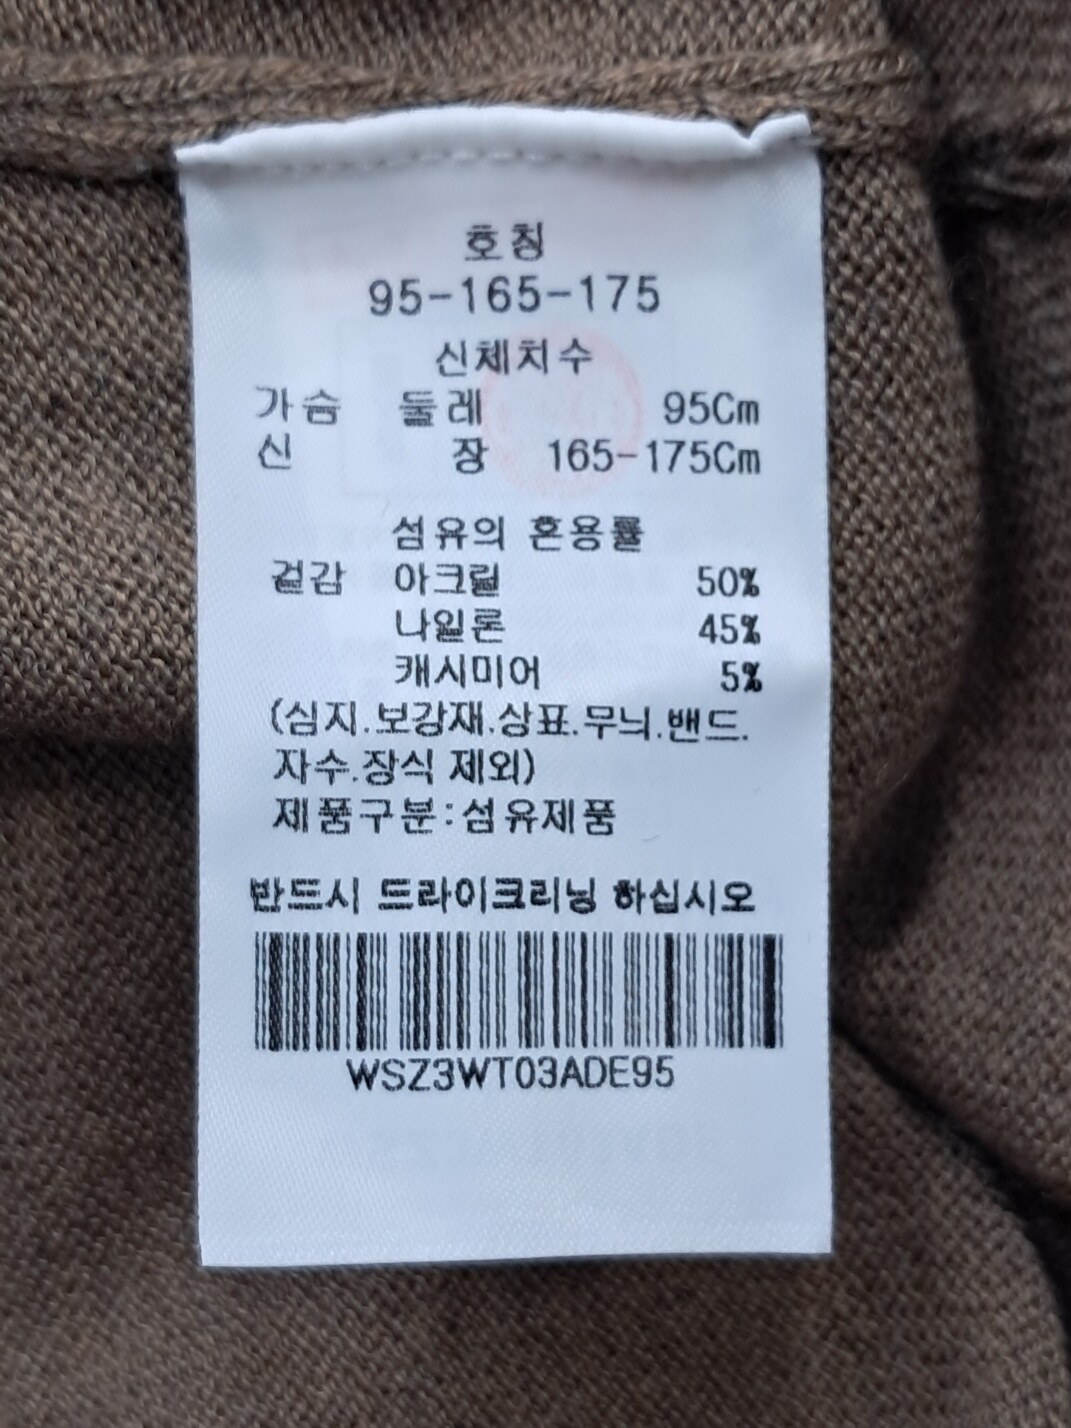 호칭
95-165-175
신체치수
가슴 둘레 95Cm
신 장 165-175Cm
섬유의 혼용률
겉감 아크릴 50%
나일론 45%
캐시미어 5%
(심지.보강재.상표.무늬.밴드.
자수.장식 제외)
제품구분:섬유제품
반드시 드라이크리닝 하십시오
WSZ3WT03ADE95